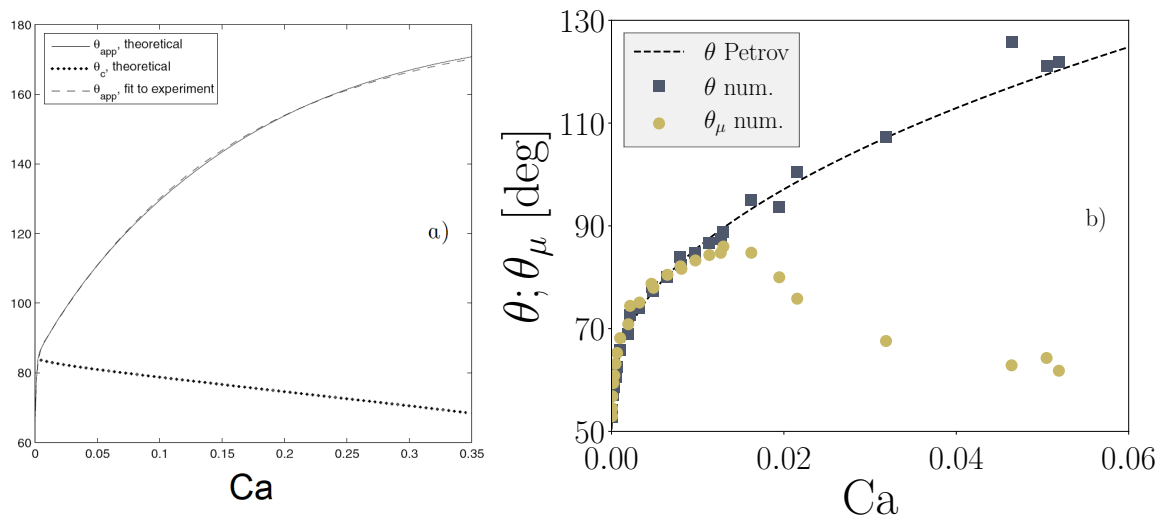 180
160
140
120
100
80
60
0
0.05
0.1
0.15
0.2
0.25
0.3
0.35
θapp, theoretical
θc, theoretical
θapp, fit to experiment
a)
Ca
130
110
90
70
50
θ; θμ [deg]
0.00
0.02
0.04
0.06
θ Petrov
θ num.
θμ num.
b)
Ca